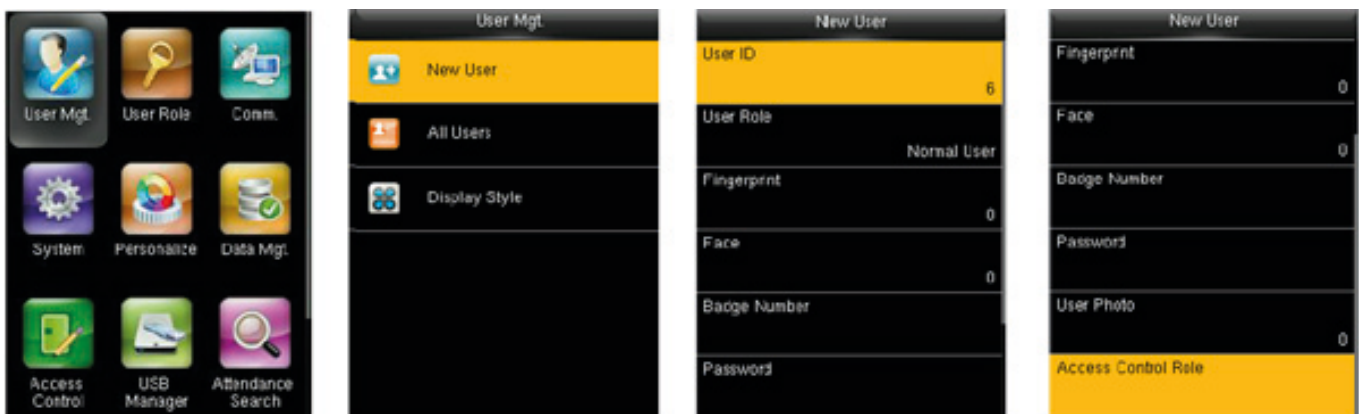 User Mgt.
User Role
Comm.
System
Personalize
Data Mgt.
Access
Control
USB
Manager
Attendance
Search
User Mgt.
New User
All Users
Display Style
New User
User ID
6
User Role
Normal User
Fingerprint
0
Face
0
Badge Number
Password
New User
Fingerprint
0
Face
0
Badge Number
Password
User Photo
0
Access Control Role